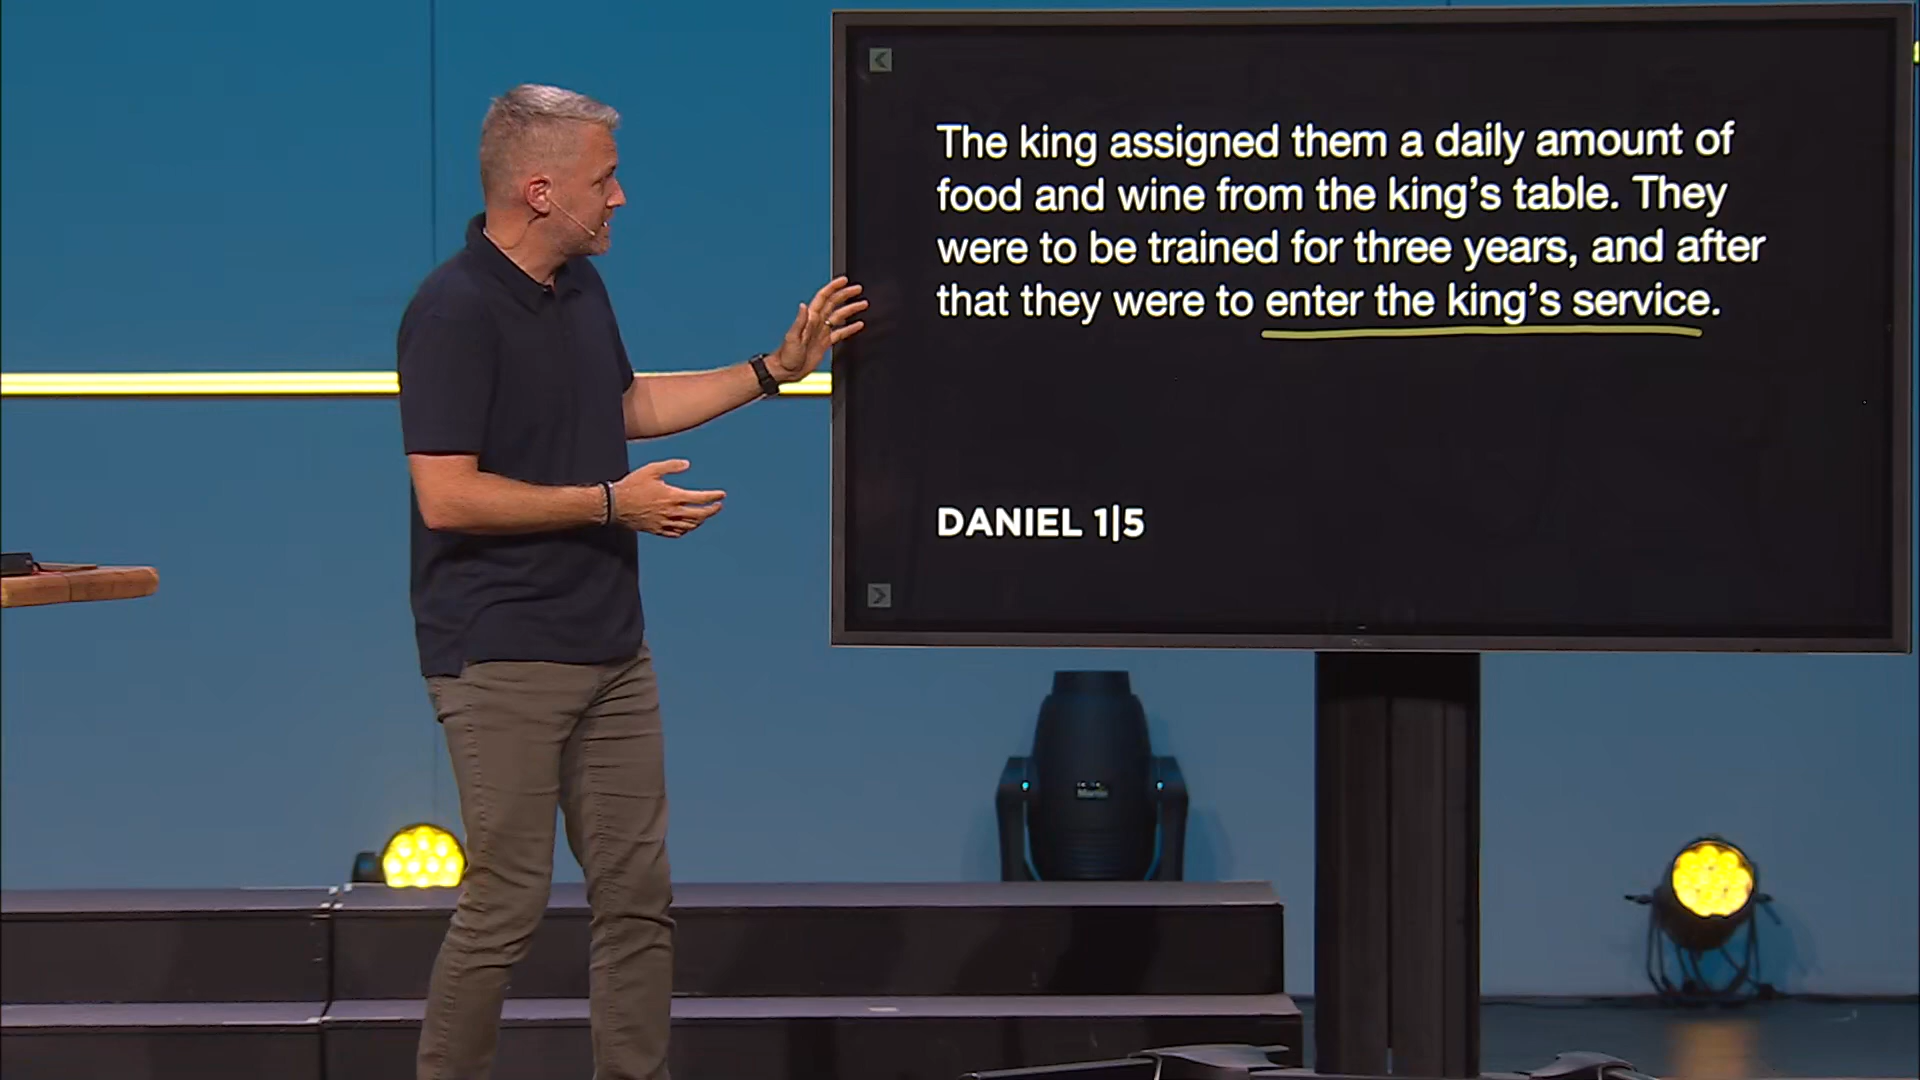 The king assigned them a daily amount of
food and wine from the king’s table. They
were to be trained for three years, and after
that they were to enter the king’s service.
DANIEL 1|5
Martin